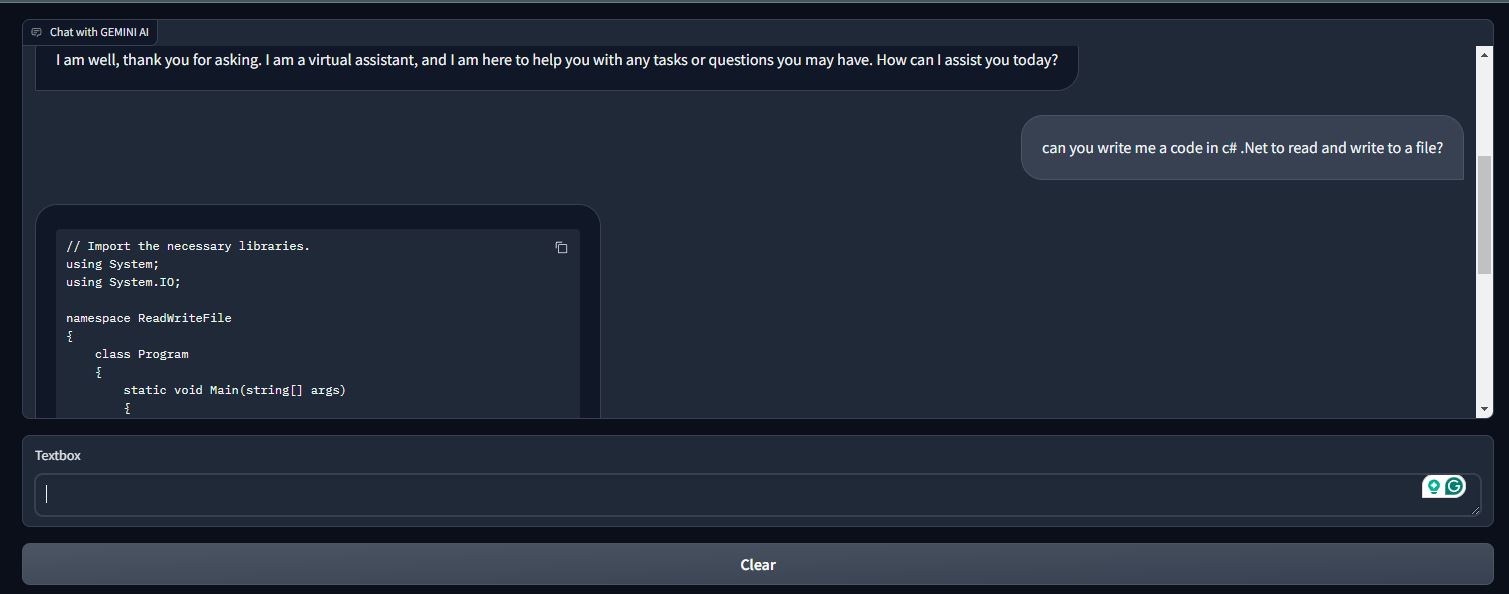 Chat with GEMINI AI
I am well, thank you for asking. I am a virtual assistant, and I am here to help you with any tasks or questions you may have. How can I assist you today?
can you write me a code in c# .Net to read and write to a file?
// Import the necessary libraries.
using System;
using System.IO;
namespace ReadWriteFile
{
    class Program
    {
        static void Main(string[] args)
        {
Textbox
Clear